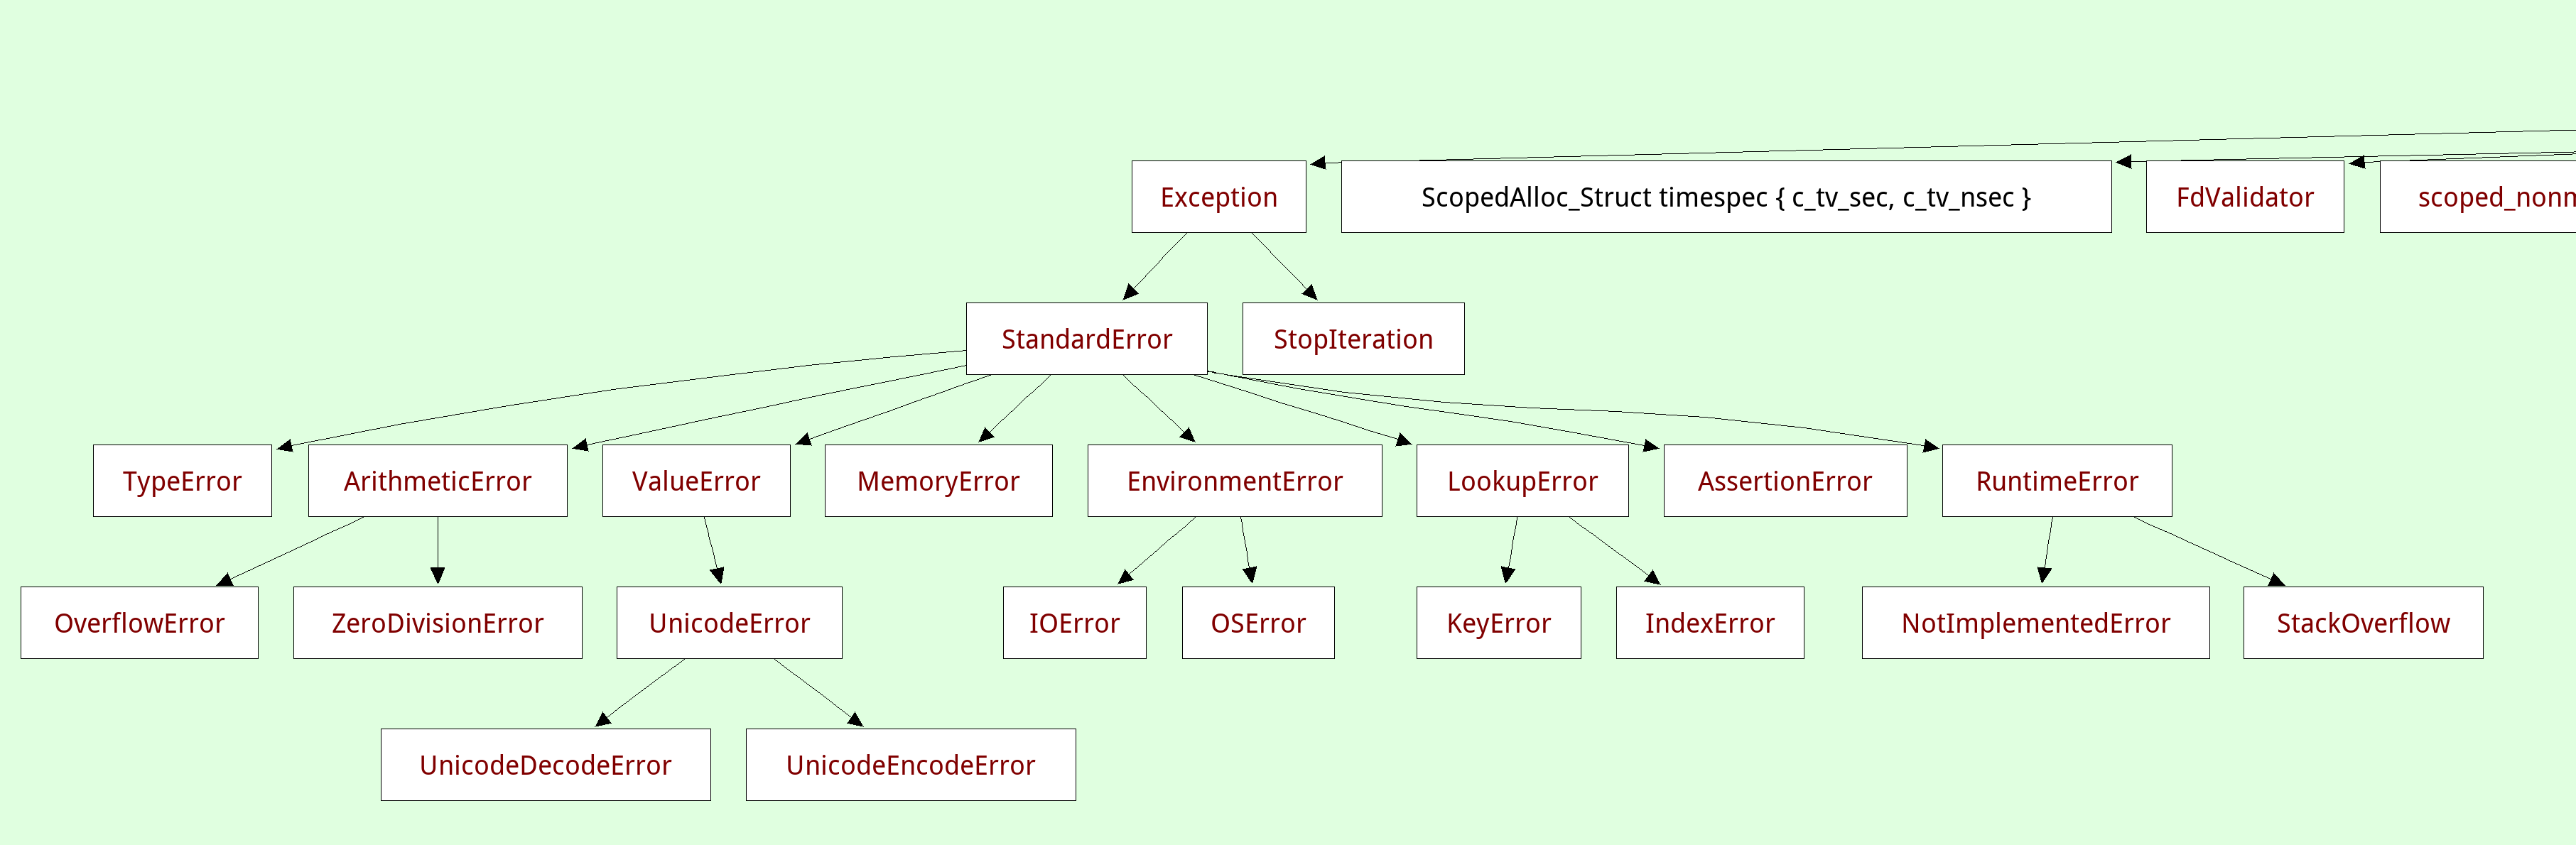 Exception
ScopedAlloc_Struct timespec { c_tv_sec, c_tv_nsec }
FdValidator
StandardError
StopIteration
TypeError
ArithmeticError
ValueError
MemoryError
EnvironmentError
LookupError
AssertionError
RuntimeError
OverflowError
ZeroDivisionError
UnicodeError
IOError
OSError
KeyError
IndexError
NotImplementedError
StackOverflow
UnicodeDecodeError
UnicodeEncodeError